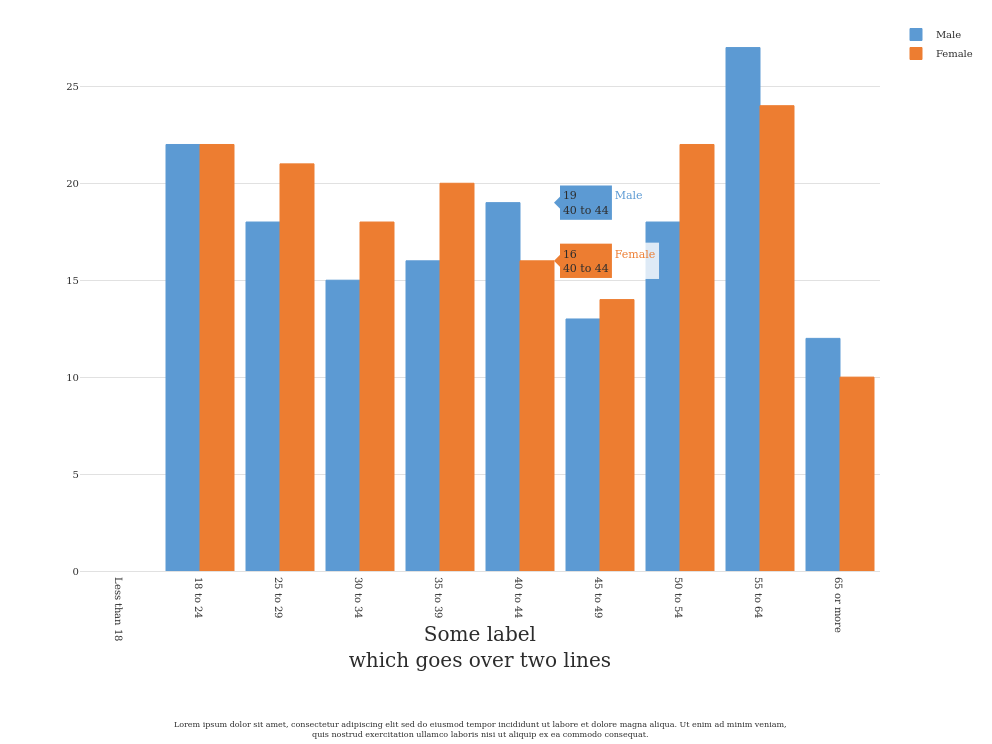 Male
Female
25
20
15
10
5
0
19 Male
40 to 44
16 Female
40 to 44
Less than 18
18 to 24
25 to 29
30 to 34
35 to 39
40 to 44
45 to 49
50 to 54
55 to 64
65 or more
Some label
which goes over two lines
Lorem ipsum dolor sit amet, consectetur adipiscing elit sed do eiusmod tempor incididunt ut labore et dolore magna aliqua. Ut enim ad minim veniam,
quis nostrud exercitation ullamco laboris nisi ut aliquip ex ea commodo consequat.